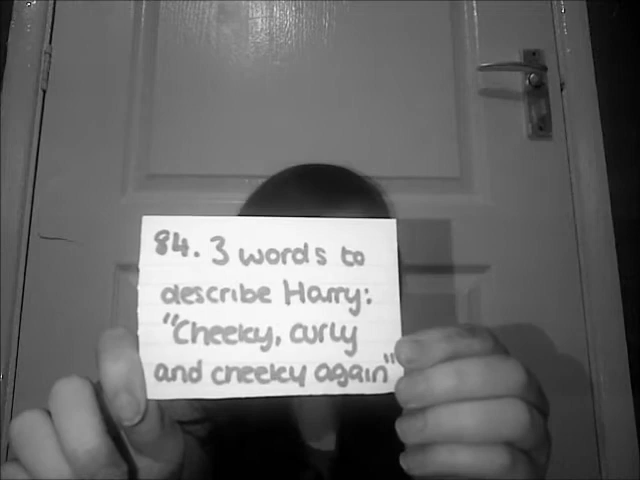 84. 3 words to
describe Harry:
"Cheeky, curly
and cheeky again"